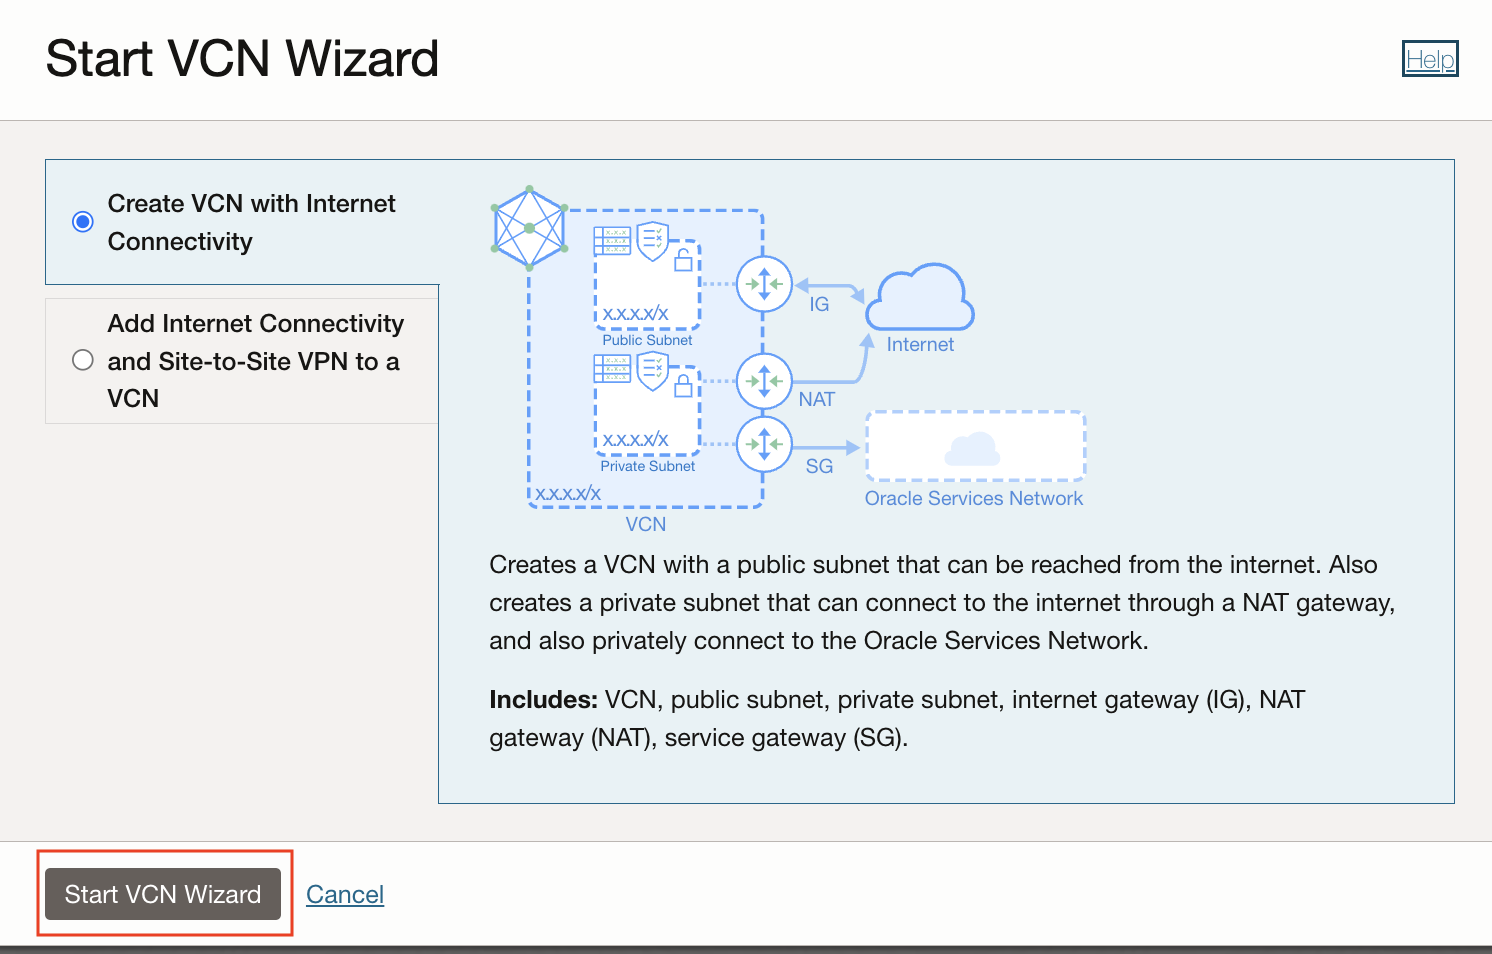 Start VCN Wizard
Help
Create VCN with Internet
Connectivity
Add Internet Connectivity
and Site-to-Site VPN to a
VCN
x.x.x.x/x
Public Subnet
IG
Internet
NAT
x.x.x.x/x
Private Subnet
SG
x.x.x.x/x
VCN
Oracle Services Network
Creates a VCN with a public subnet that can be reached from the internet. Also
creates a private subnet that can connect to the internet through a NAT gateway,
and also privately connect to the Oracle Services Network.
Includes: VCN, public subnet, private subnet, internet gateway (IG), NAT
gateway (NAT), service gateway (SG).
Start VCN Wizard
Cancel